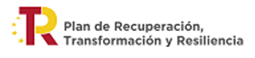 Plan de Recuperación,
Transformación y Resiliencia